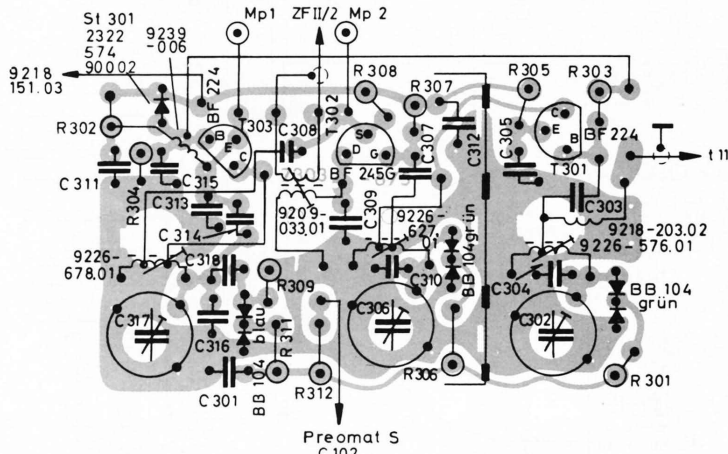 St 301
2322
574
90002
9239
-006
9218
151.03
Mp1
ZF II/2
Mp 2
BF 224
T303
C308
T302
R308
R307
C307
C312
R305
R303
C305
BF224
T301
t 11
R302
C311
R304
C315
C313
C314
BF 245G
9209-
033,01
C309
9226-
627,
01
C303
9218-203.02
9226-576.01
9226-
678.01
C318
R309
C310
BB 104 grün
C304
BB 104
grün
C317
C316
BB 104 blau
R311
C306
C302
C301
R312
R306
R301
B
E
C
S
D
G
C
E
B
Preomat S
C 102